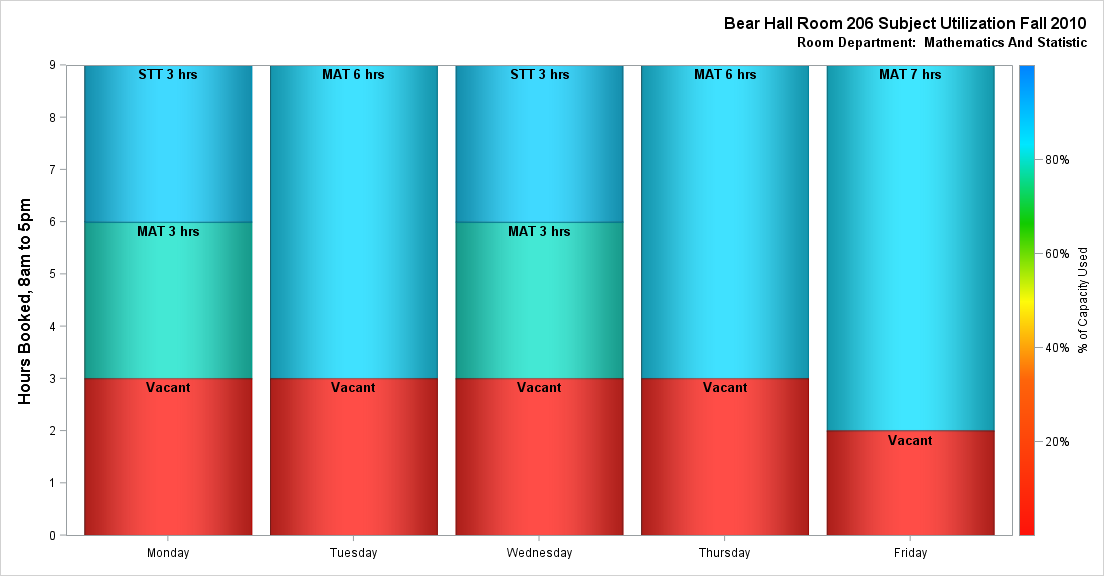 Bear Hall Room 206 Subject Utilization Fall 2010
Room Department:  Mathematics And Statistic
Hours Booked, 8am to 5pm
9
8
7
6
5
4
3
2
1
0
STT 3 hrs
MAT 3 hrs
Vacant
MAT 6 hrs
Vacant
STT 3 hrs
MAT 3 hrs
Vacant
MAT 6 hrs
Vacant
MAT 7 hrs
Vacant
Monday
Tuesday
Wednesday
Thursday
Friday
80%
60%
40%
20%
% of Capacity Used